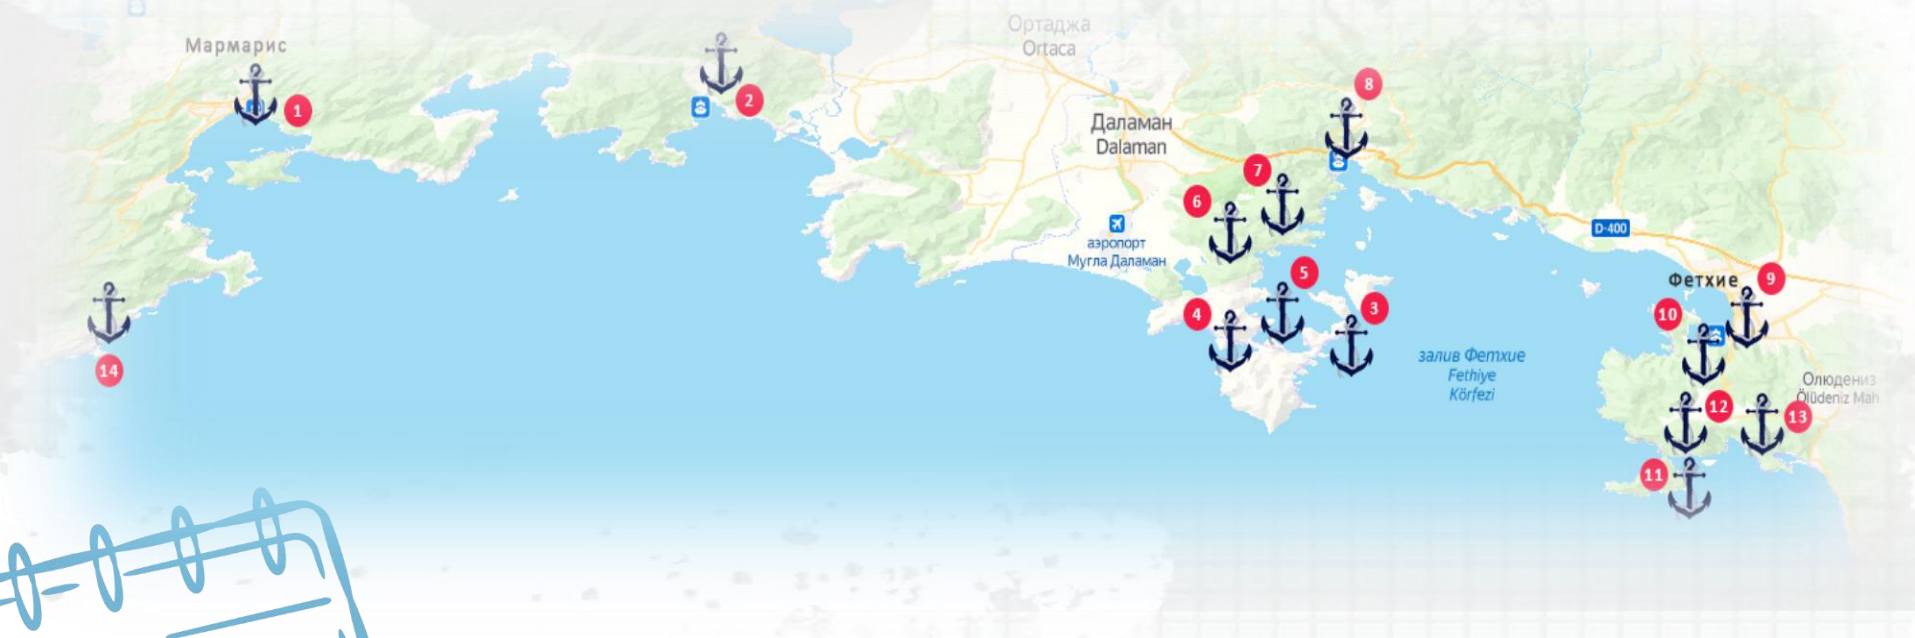 Мармарис
1
2
Ортаджа
Ortaca
Даламан
Dalaman
8
7
6
аэропорт
Мугла Даламан
D-400
5
4
3
Фетхие
9
10
залив Фетхие
Fethiye
Körfezi
Олюдениз
Ölüdeniz Mah.
12
13
11
14